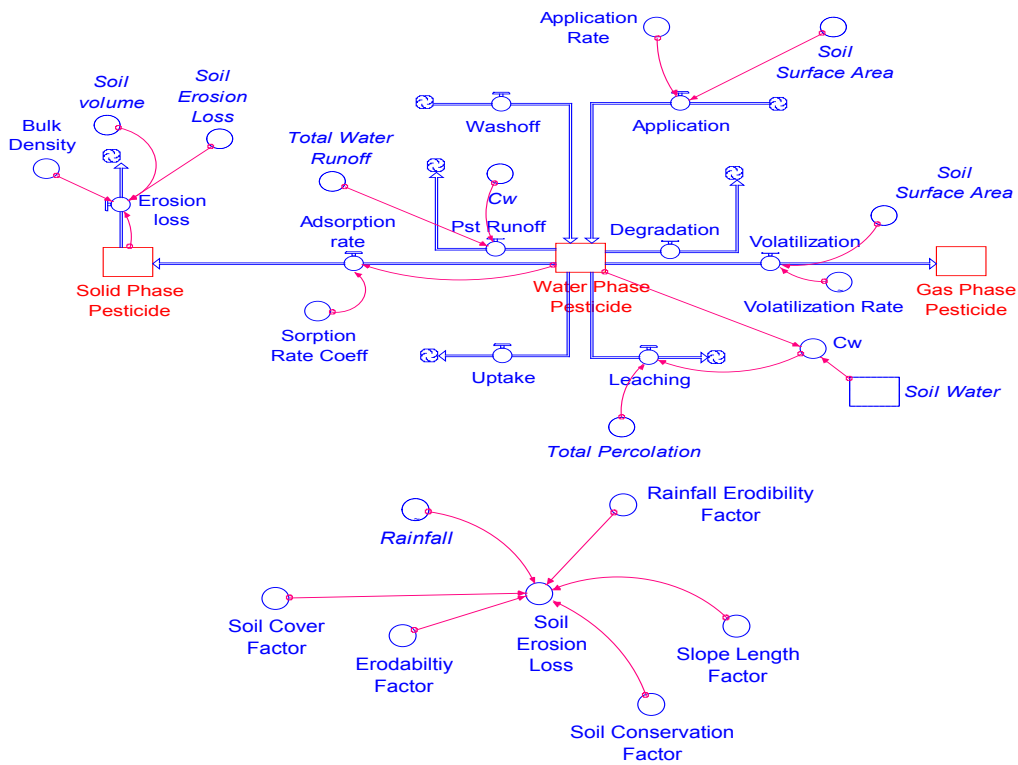 Application
Rate
Soil
Surface Area
Application
Washoff
Soil
volume
Soil
Erosion
Loss
Bulk
Density
Erosion
loss
Total Water
Runoff
Cw
Pst Runoff
Adsorption
rate
Degradation
Soil
Surface Area
Volatilization
Solid Phase
Pesticide
Water Phase
Pesticide
Gas Phase
Pesticide
Volatilization Rate
Sorption
Rate Coeff
Uptake
Leaching
Cw
Soil Water
Total Percolation
Rainfall
Rainfall Erodibility
Factor
Soil Cover
Factor
Erodabiltiy
Factor
Soil
Erosion
Loss
Slope Length
Factor
Soil Conservation
Factor